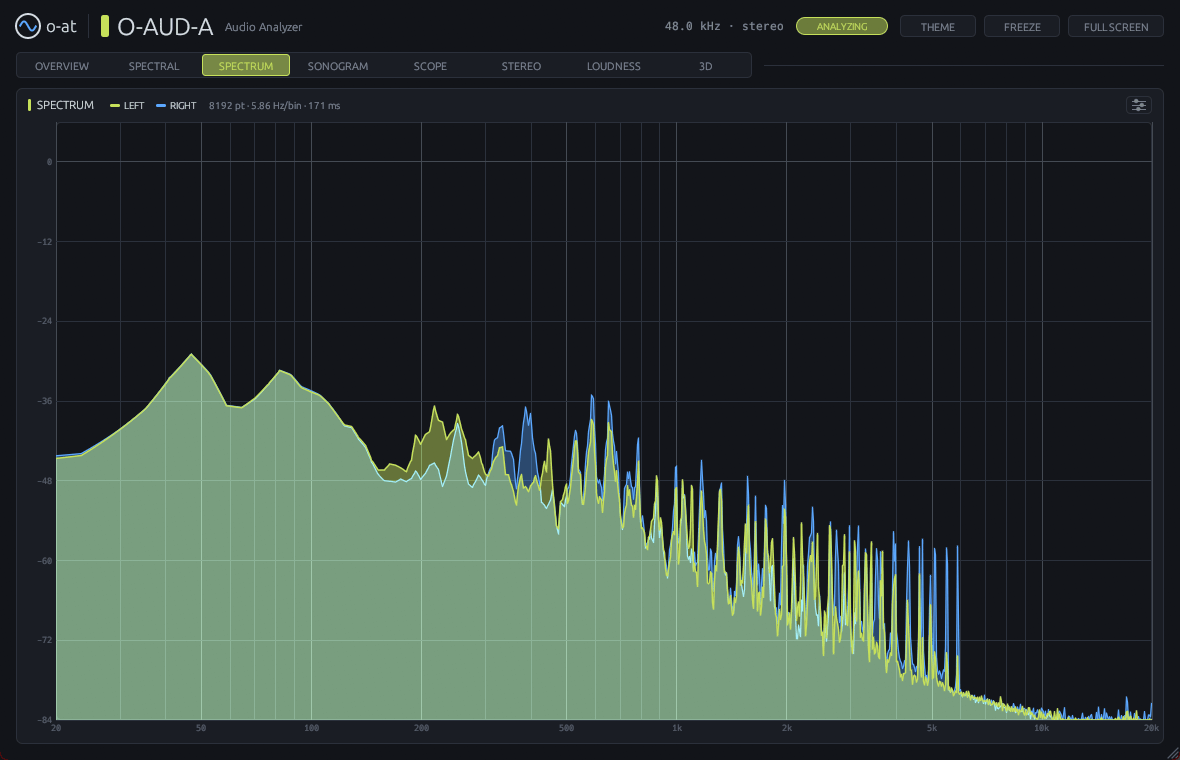 o-at O-AUD-A Audio Analyzer 48.0 kHz · stereo ANALYZING THEME FREEZE FULLSCREEN
OVERVIEW SPECTRAL SPECTRUM SONOGRAM SCOPE STEREO LOUDNESS 3D
SPECTRUM LEFT RIGHT 8192 pt · 5.86 Hz/bin · 171 ms
0
-12
-24
-36
-48
-60
-72
-84
20 50 100 200 500 1k 2k 5k 10k 20k